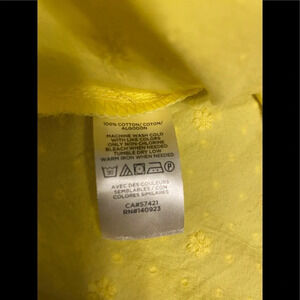 100% COTTON/ COTON/
ALGODON
MACHINE WASH COLD
WITH LIKE COLORS
ONLY NON-CHLORINE
BLEACH WHEN NEEDED
TUMBLE DRY LOW
WARM IRON WHEN NEEDED
AVEC DES COULEURS
SEMBLABLES / CON
COLORES SIMILARES
CA#57421
RN#140923